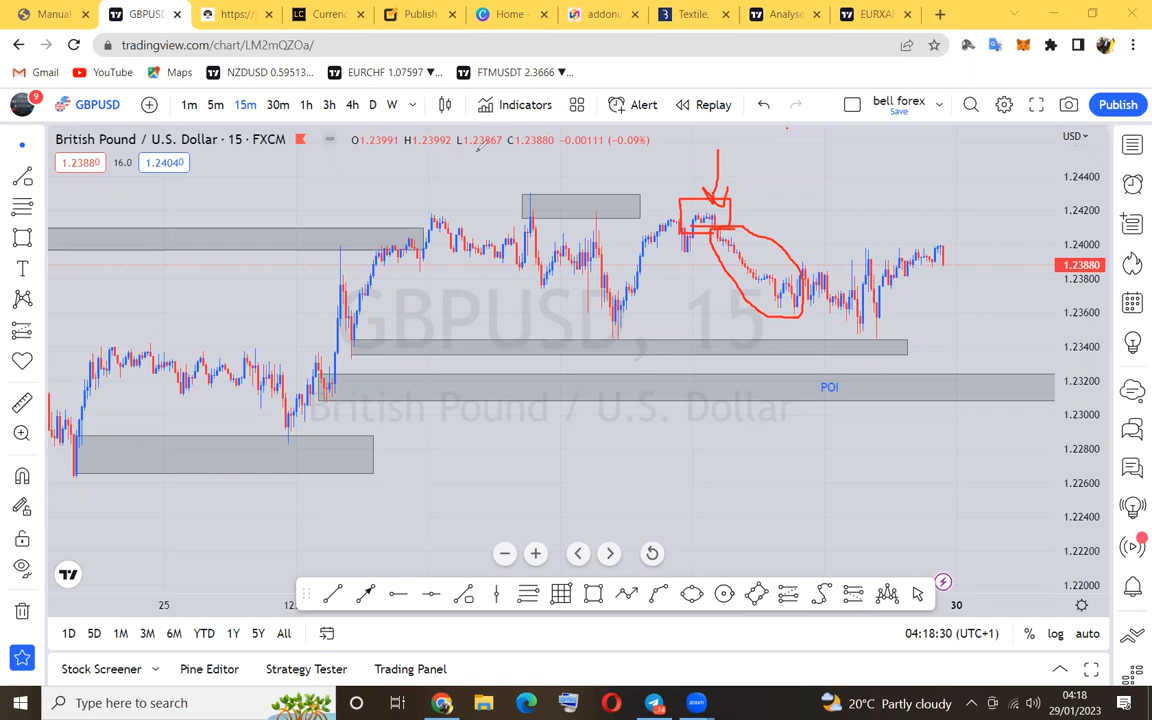 Manual
GBPUSD
https://s
Currenc
Publish
Home -
addonu
Textile,
Analyse
EURXAF
tradingview.com/chart/LM2mQZOa/
Gmail
YouTube
Maps
NZDUSD 0.59513...
EURCHF 1.07597 ▼...
FTMUSDT 2.3666 ▼...
9
GBPUSD
1m
5m
15m
30m
1h
3h
4h
D
W
Indicators
Alert
Replay
bell forex
Save
Publish
British Pound / U.S. Dollar · 15 · FXCM
O1.23991 H1.23992 L1.23867 C1.23880 −0.00111 (−0.09%)
USD
1.23880
16.0
1.24040
GBPUSD, 15
British Pound / U.S. Dollar
POI
1.24400
1.24200
1.24000
1.23880
1.23800
1.23600
1.23400
1.23200
1.23000
1.22800
1.22600
1.22400
1.22200
1.22000
25
30
1D
5D
1M
3M
6M
YTD
1Y
5Y
All
04:18:30 (UTC+1)
%
log
auto
Stock Screener
Pine Editor
Strategy Tester
Trading Panel
Type here to search
20°C Partly cloudy
04:18
29/01/2023